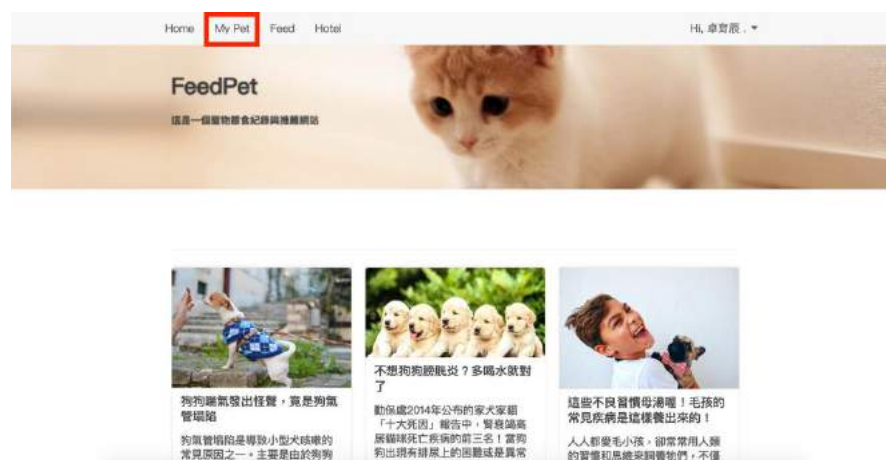 Home My Pet Feed Hotel
Hi, 卓育辰 .
FeedPet
這是一個寵物膳食紀錄與推薦網站
狗狗喘氣發出怪聲，竟是狗氣
管塌陷
狗氣管塌陷是導致小型犬咳嗽的
常見原因之一。主要是由於狗狗
不想狗狗膀胱炎？多喝水就對
了
動保處2014年公布的家犬家貓
「十大死因」報告中，腎衰竭高
居貓咪死亡疾病的前三名！當狗
狗出現有排尿上的困難或是異常
這些不良習慣母湯喔！毛孩的
常見疾病是這樣養出來的！
人人都愛毛小孩，卻常常用人類
的習慣和思維來飼養牠們，不僅